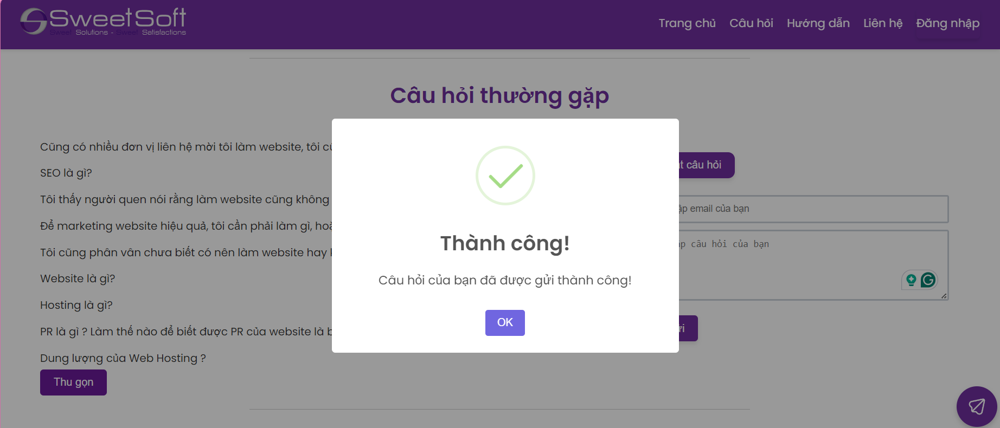 SweetSoft
Sweet Solutions - Sweet Satisfactions
Trang chủ Câu hỏi Hướng dẫn Liên hệ Đăng nhập
Câu hỏi thường gặp
Cũng có nhiều đơn vị liên hệ mời tôi làm website, tôi
SEO là gì?
Tôi thấy người quen nói rằng làm website cũng không
Để marketing website hiệu quả, tôi cần phải làm gì,
Tôi cũng phân vân chưa biết có nên làm website hay
Website là gì?
Hosting là gì?
PR là gì ? Làm thế nào để biết được PR của website là
Dung lượng của Web Hosting ?
Thu gọn
câu hỏi
email của bạn
câu hỏi của bạn
Thành công!
Câu hỏi của bạn đã được gửi thành công!
OK